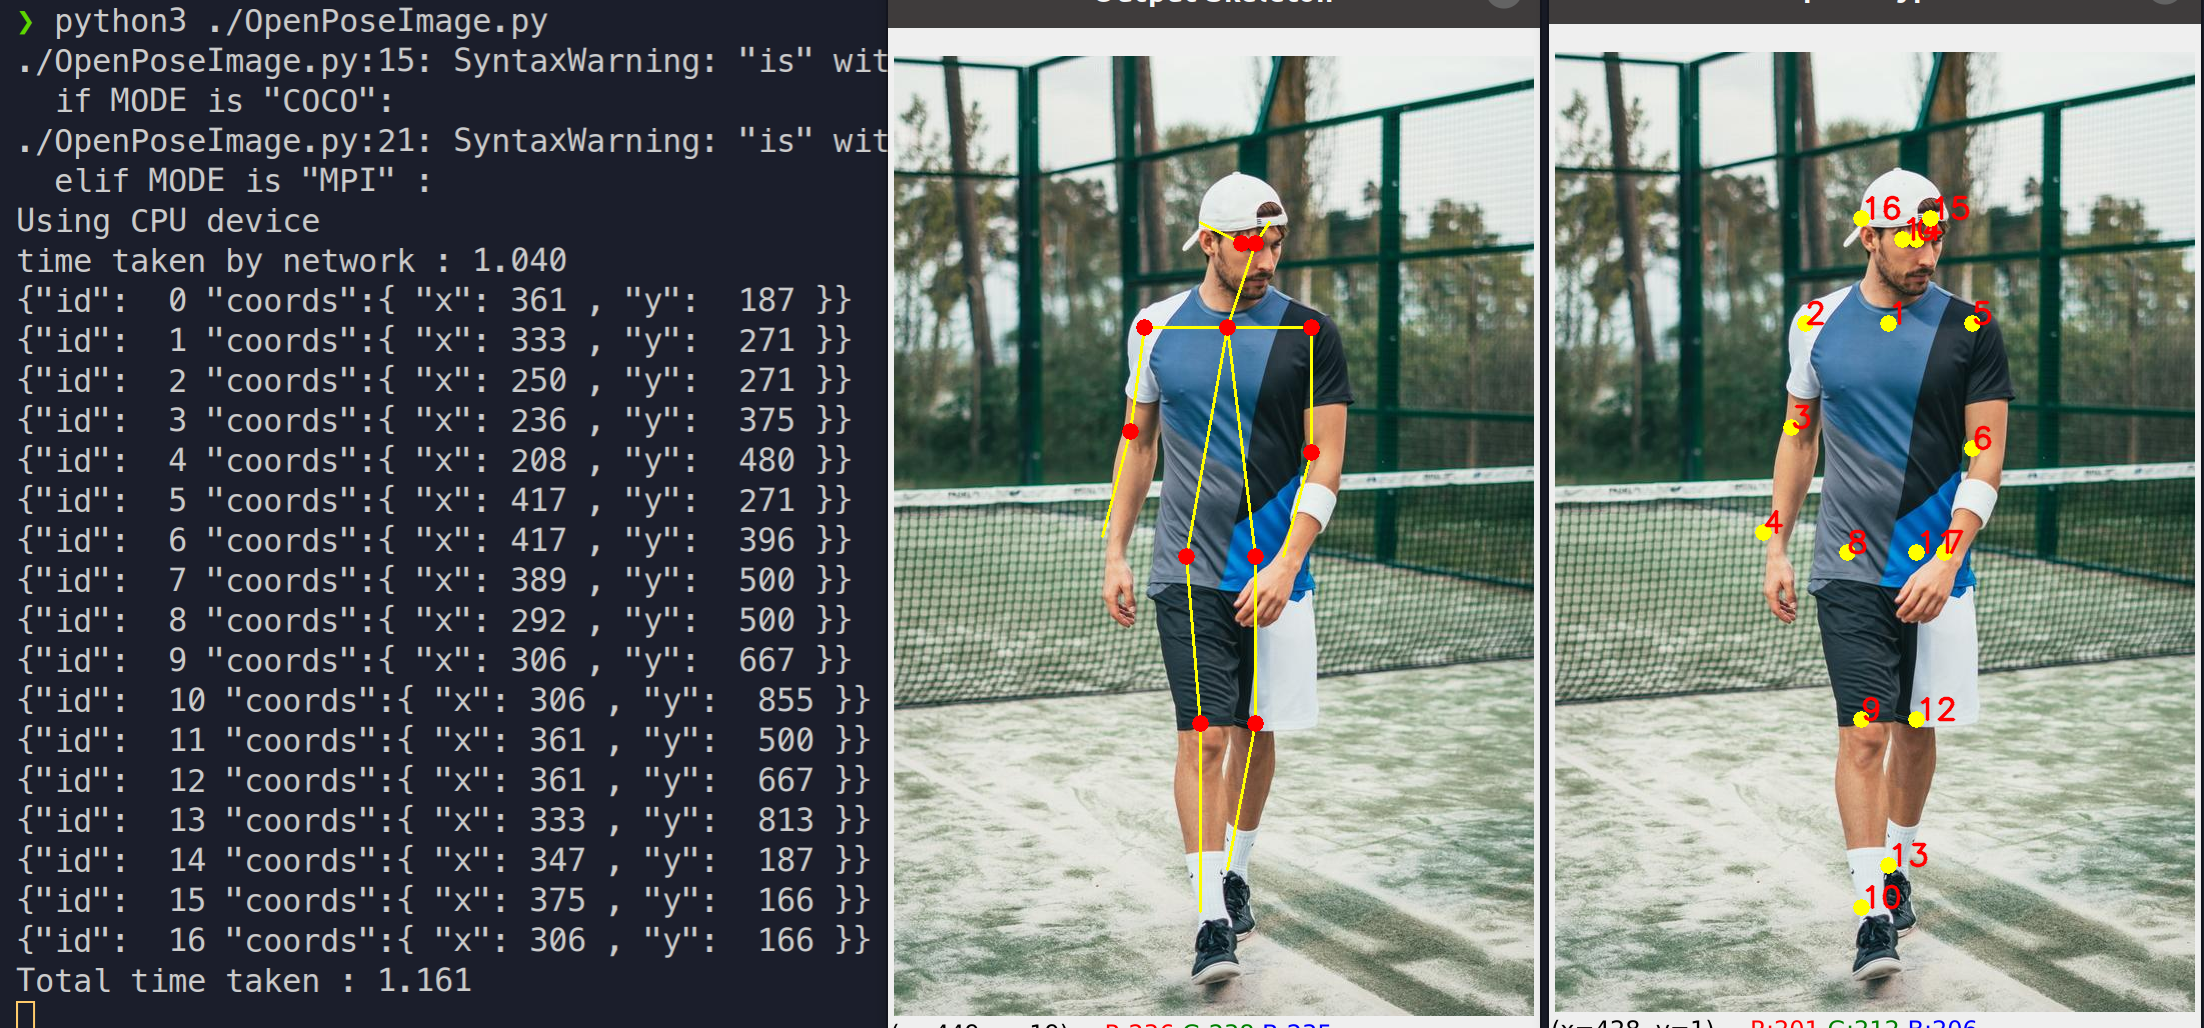 ❯ python3 ./OpenPoseImage.py
./OpenPoseImage.py:15: SyntaxWarning: "is" wit
if MODE is "COCO":
./OpenPoseImage.py:21: SyntaxWarning: "is" wit
elif MODE is "MPI" :
Using CPU device
time taken by network : 1.040
{"id":  0 "coords":{ "x": 361 , "y":  187 }}
{"id":  1 "coords":{ "x": 333 , "y":  271 }}
{"id":  2 "coords":{ "x": 250 , "y":  271 }}
{"id":  3 "coords":{ "x": 236 , "y":  375 }}
{"id":  4 "coords":{ "x": 208 , "y":  480 }}
{"id":  5 "coords":{ "x": 417 , "y":  271 }}
{"id":  6 "coords":{ "x": 417 , "y":  396 }}
{"id":  7 "coords":{ "x": 389 , "y":  500 }}
{"id":  8 "coords":{ "x": 292 , "y":  500 }}
{"id":  9 "coords":{ "x": 306 , "y":  667 }}
{"id":  10 "coords":{ "x": 306 , "y":  855 }}
{"id":  11 "coords":{ "x": 361 , "y":  500 }}
{"id":  12 "coords":{ "x": 361 , "y":  667 }}
{"id":  13 "coords":{ "x": 333 , "y":  813 }}
{"id":  14 "coords":{ "x": 347 , "y":  187 }}
{"id":  15 "coords":{ "x": 375 , "y":  166 }}
{"id":  16 "coords":{ "x": 306 , "y":  166 }}
Total time taken : 1.161
Output Skeleton
16 15
2 1 5
3
6
4
8 11 7
9 12
13
10